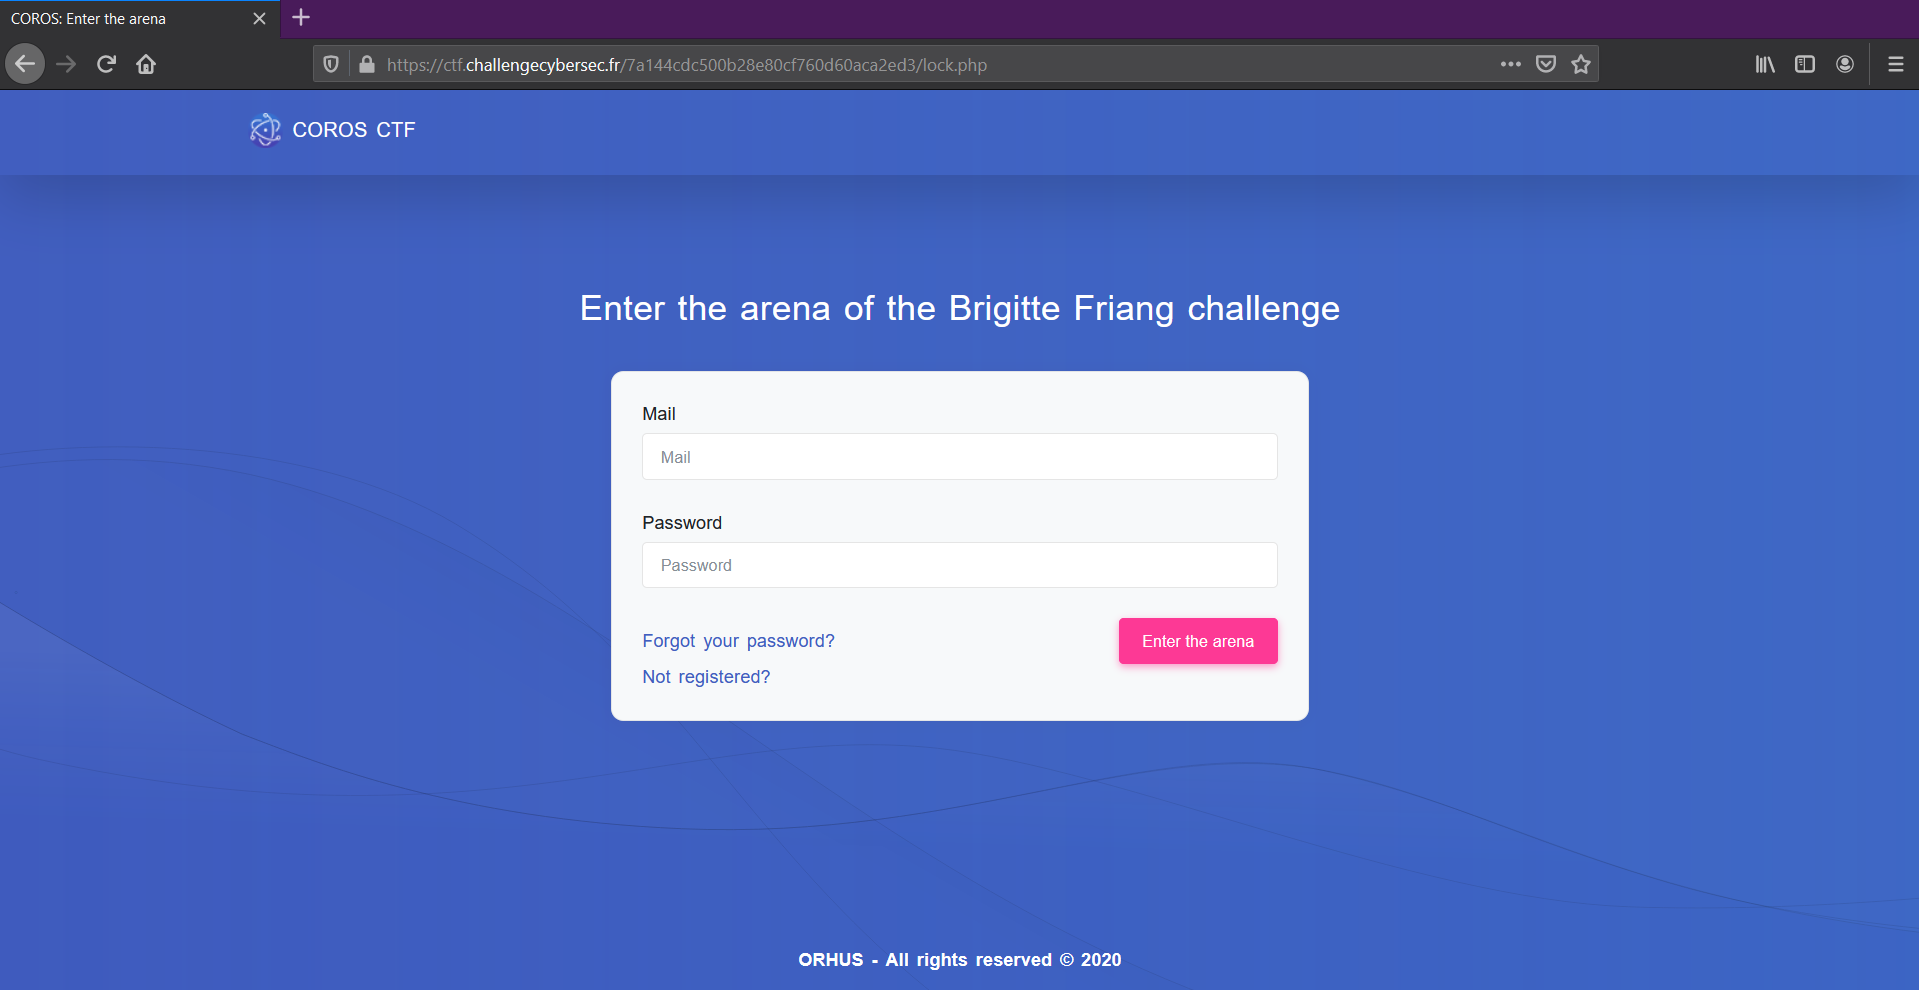 COROS: Enter the arena
https://ctf.challengecybersec.fr/7a144cdc500b28e80cf760d60aca2ed3/lock.php
COROS CTF
Enter the arena of the Brigitte Friang challenge
Mail
Mail
Password
Password
Forgot your password?
Enter the arena
Not registered?
ORHUS - All rights reserved © 2020